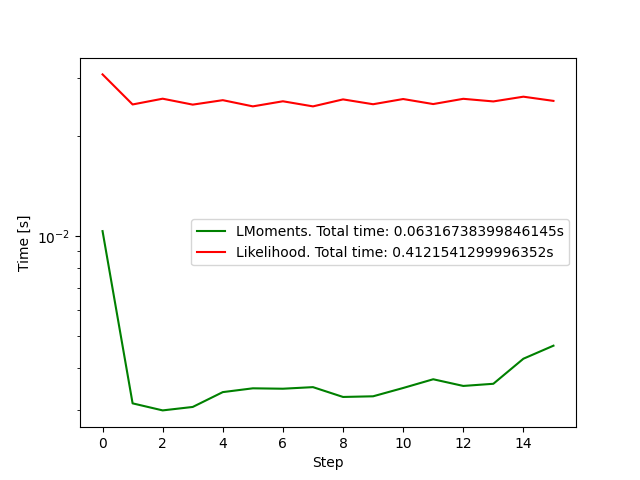 Time [s]
10⁻²
LMoments. Total time: 0.06316738399846145s
Likelihood. Total time: 0.4121541299996352s
0 2 4 6 8 10 12 14
Step